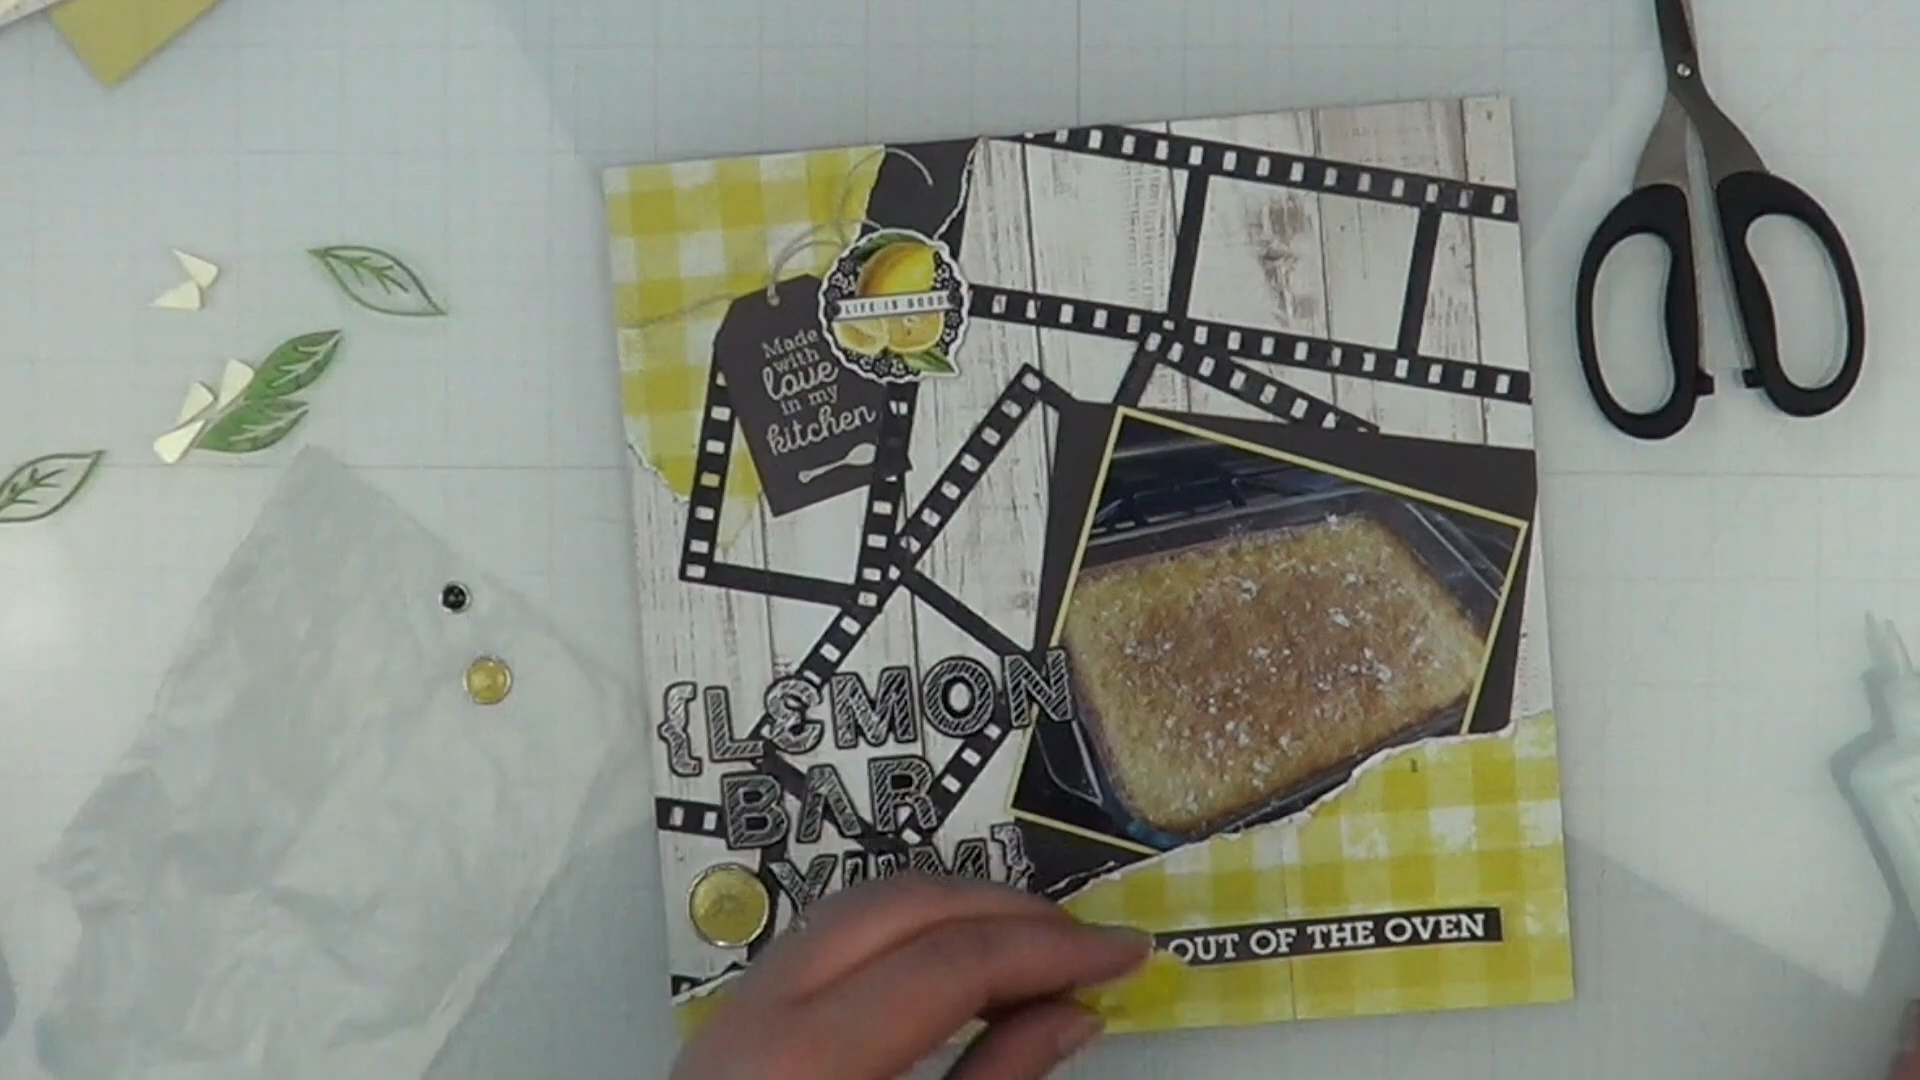 LIFE IS GOOD
Made
with
love
in my
kitchen
{LEMON
BAR
YUM}
OUT OF THE OVEN